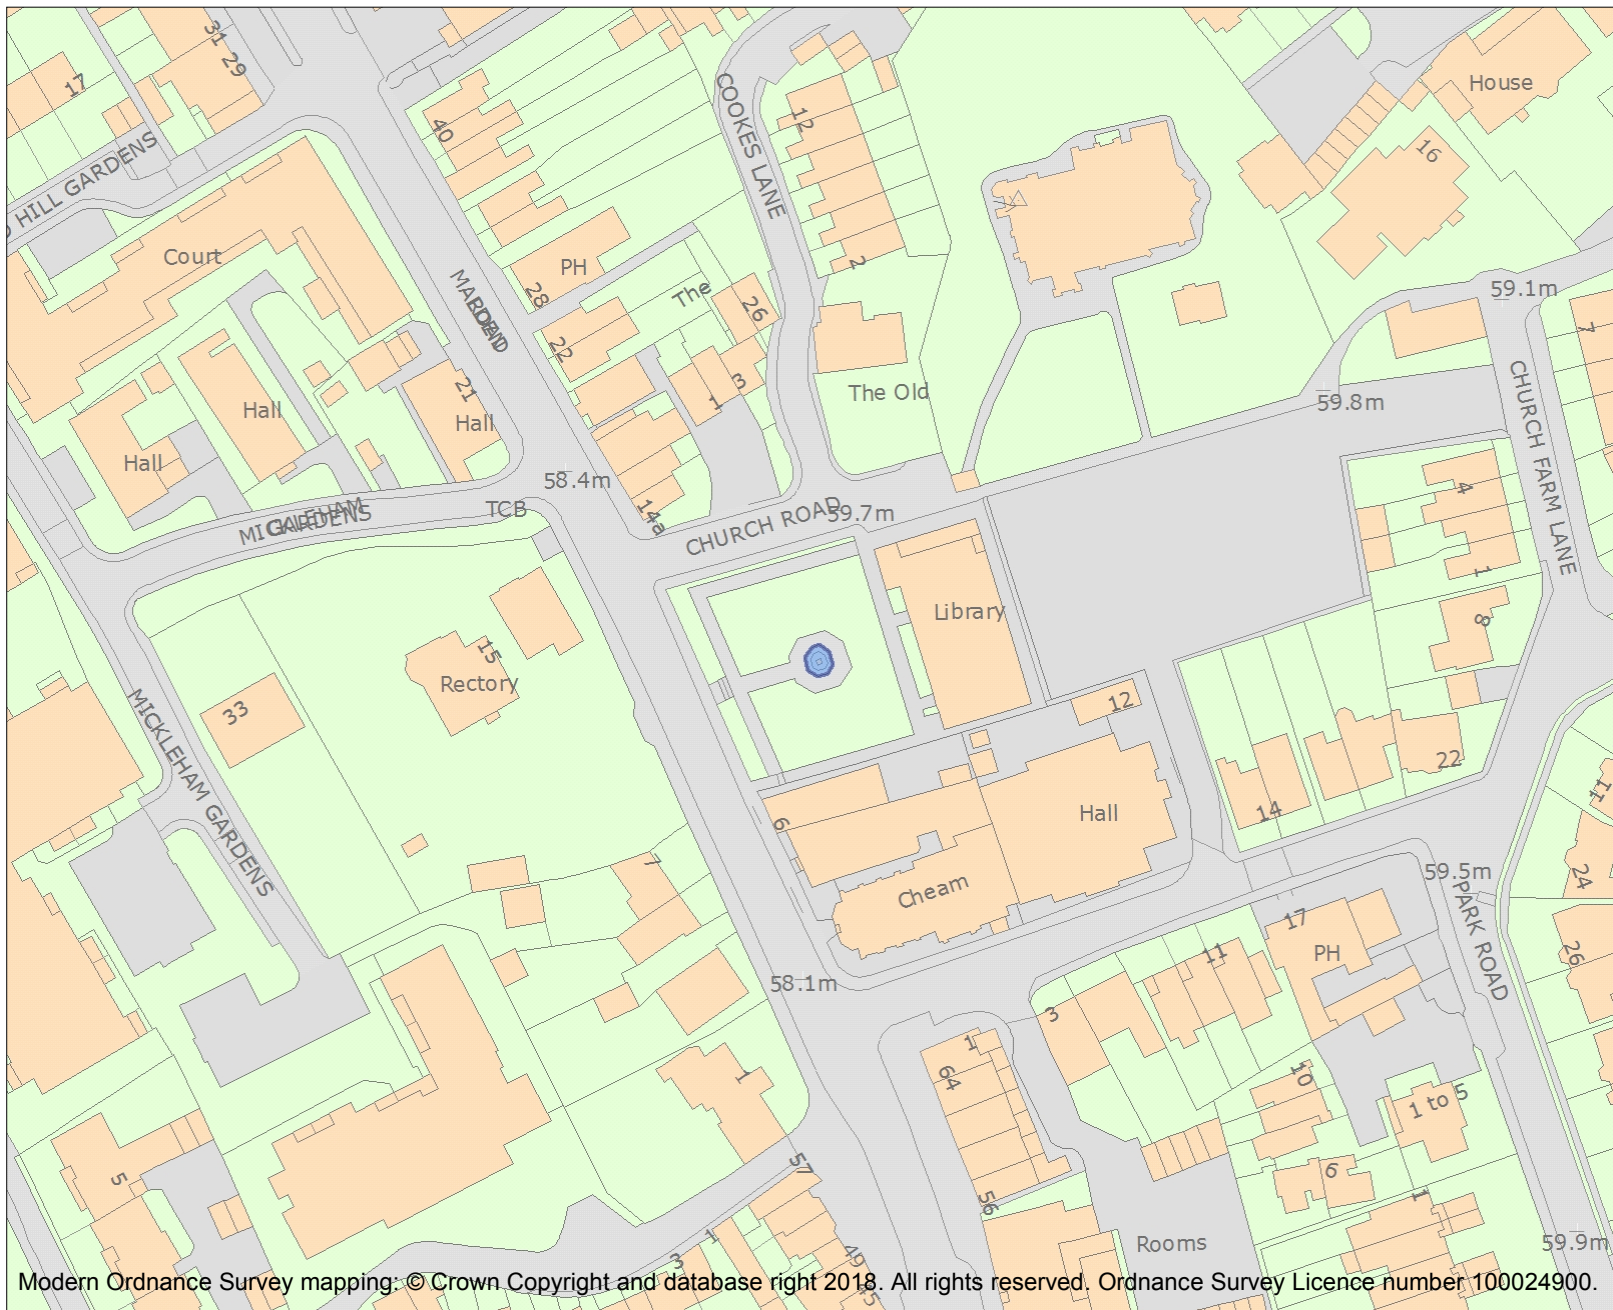 31
29
17
COOKES LANE
House
12
40
16
D HILL GARDENS
Court
2
PH
28
MALDEN
ROAD
The
26
59.1m
7
22
The Old
59.8m
3
1
21
Hall
Hall
Hall
CHURCH FARM LANE
58.4m
TCB
14a
MICKLEHAM
GARDENS
CHURCH ROAD
59.7m
4
1
8
Library
15
Rectory
33
12
MICKLEHAM GARDENS
22
11
14
Hall
6
7
Cheam
59.5m
24
PARK ROAD
17
PH
11
26
58.1m
3
1
64
1
10
1 to 5
57
5
6
56
1
Rooms
59.9m
1
3
49
45
Modern Ordnance Survey mapping: © Crown Copyright and database right 2018. All rights reserved. Ordnance Survey Licence number 100024900.